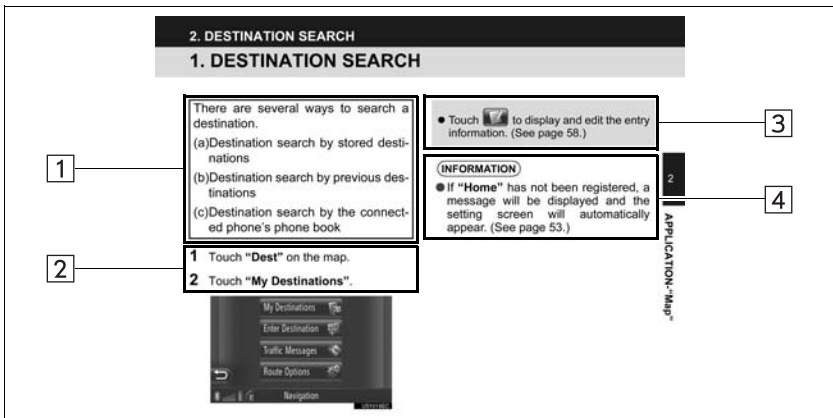 2. DESTINATION SEARCH
1. DESTINATION SEARCH
There are several ways to search a
destination.
(a)Destination search by stored desti-
nations
(b)Destination search by previous des-
tinations
(c)Destination search by the connect-
ed phone's phone book
1 Touch "Dest" on the map.
2 Touch "My Destinations".
My Destinations
Enter Destination
Traffic Messages
Route Options
Navigation
● Touch to display and edit the entry
information. (See page 58.)
INFORMATION
● If "Home" has not been registered, a
message will be displayed and the
setting screen will automatically
appear. (See page 53.)
1
2
3
4
2
APPLICATION-"Map"